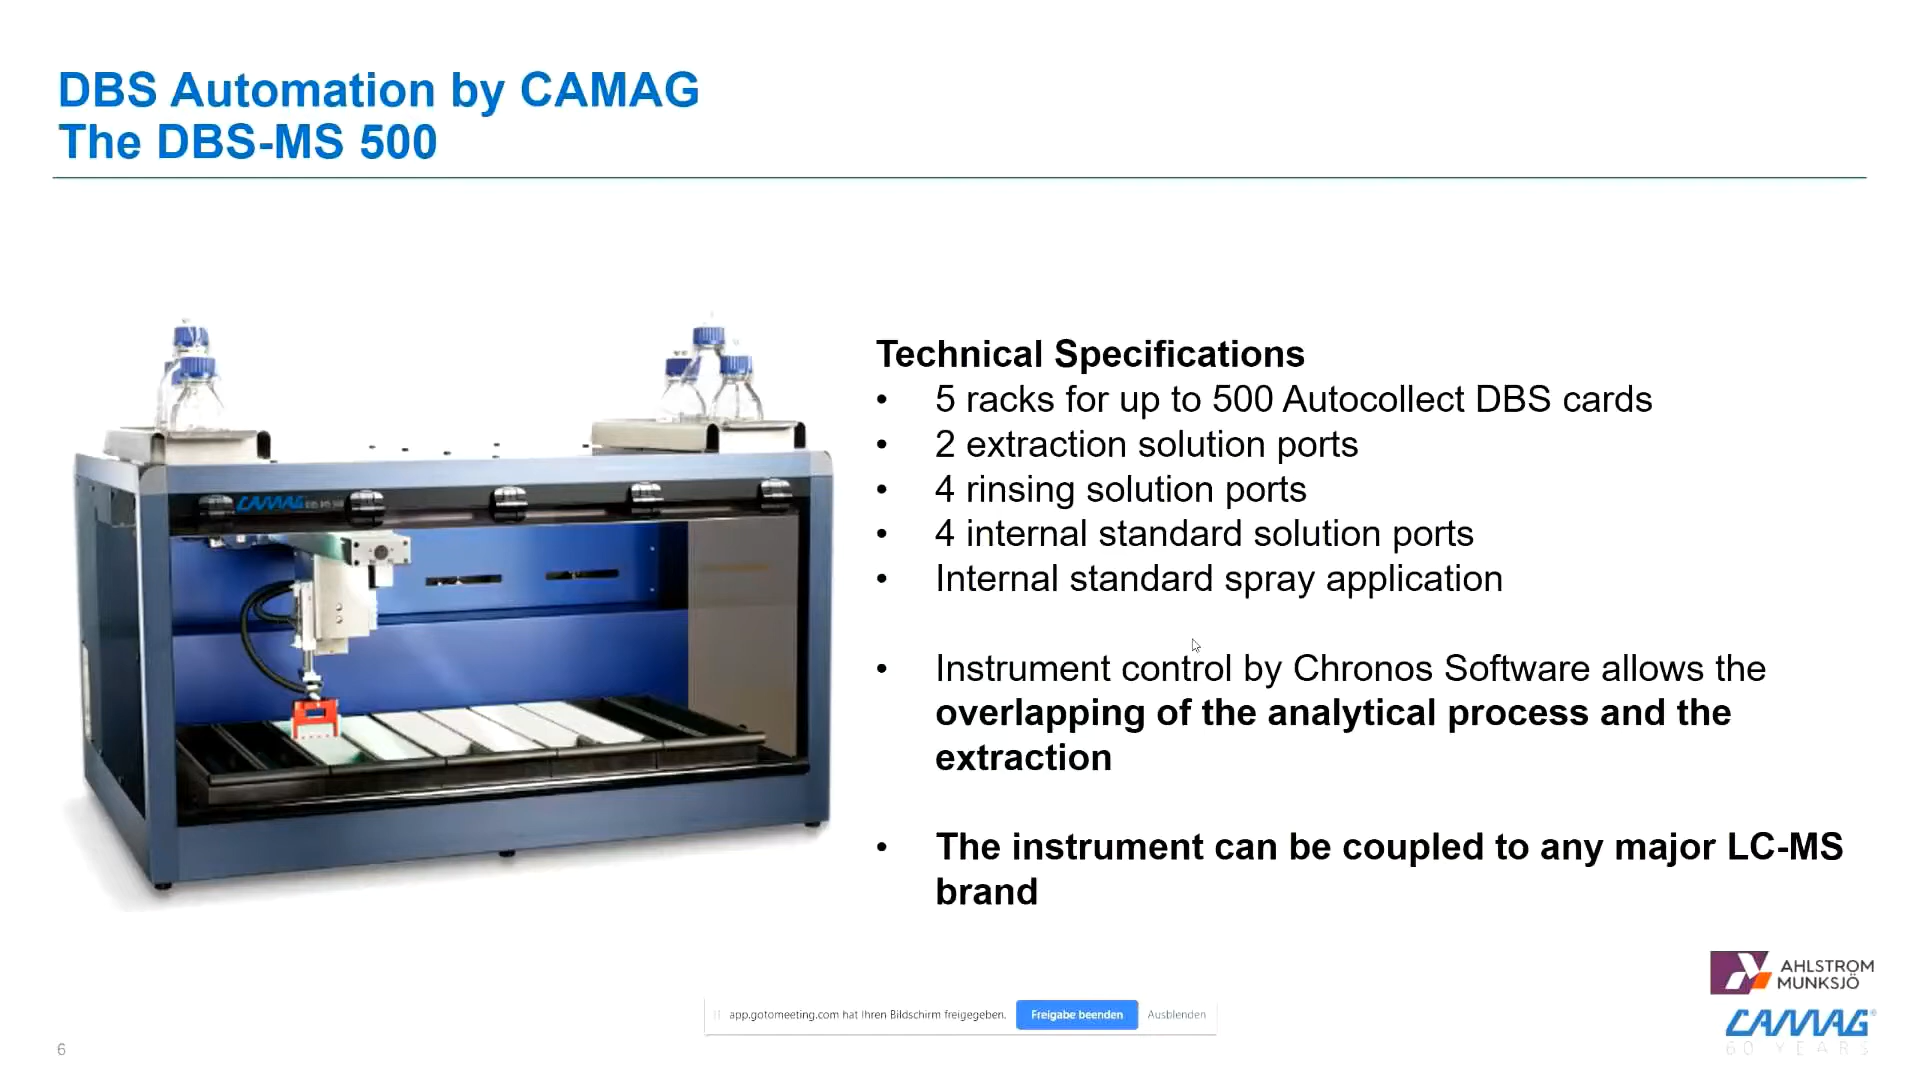 DBS Automation by CAMAG
The DBS-MS 500
CAMAG
Technical Specifications
• 5 racks for up to 500 Autocollect DBS cards
• 2 extraction solution ports
• 4 rinsing solution ports
• 4 internal standard solution ports
• Internal standard spray application
• Instrument control by Chronos Software allows the
overlapping of the analytical process and the
extraction
• The instrument can be coupled to any major LC-MS
brand
AHLSTROM
MUNKSJÖ
CAMAG®
60 YEARS
app.gotomeeting.com hat Ihren Bildschirm freigegeben.
Freigabe beenden
Ausblenden
6